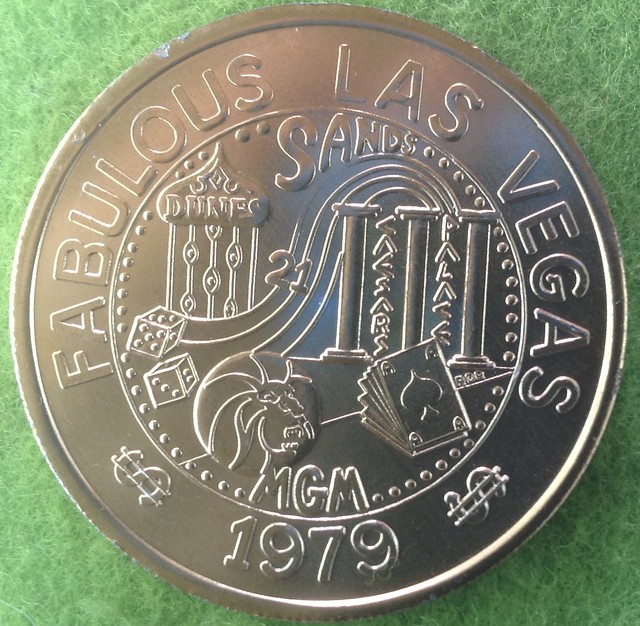 FABULOUS LAS VEGAS
SANDS
DUNES
21
CAESARS
PALACE
MGM
$ $
1979